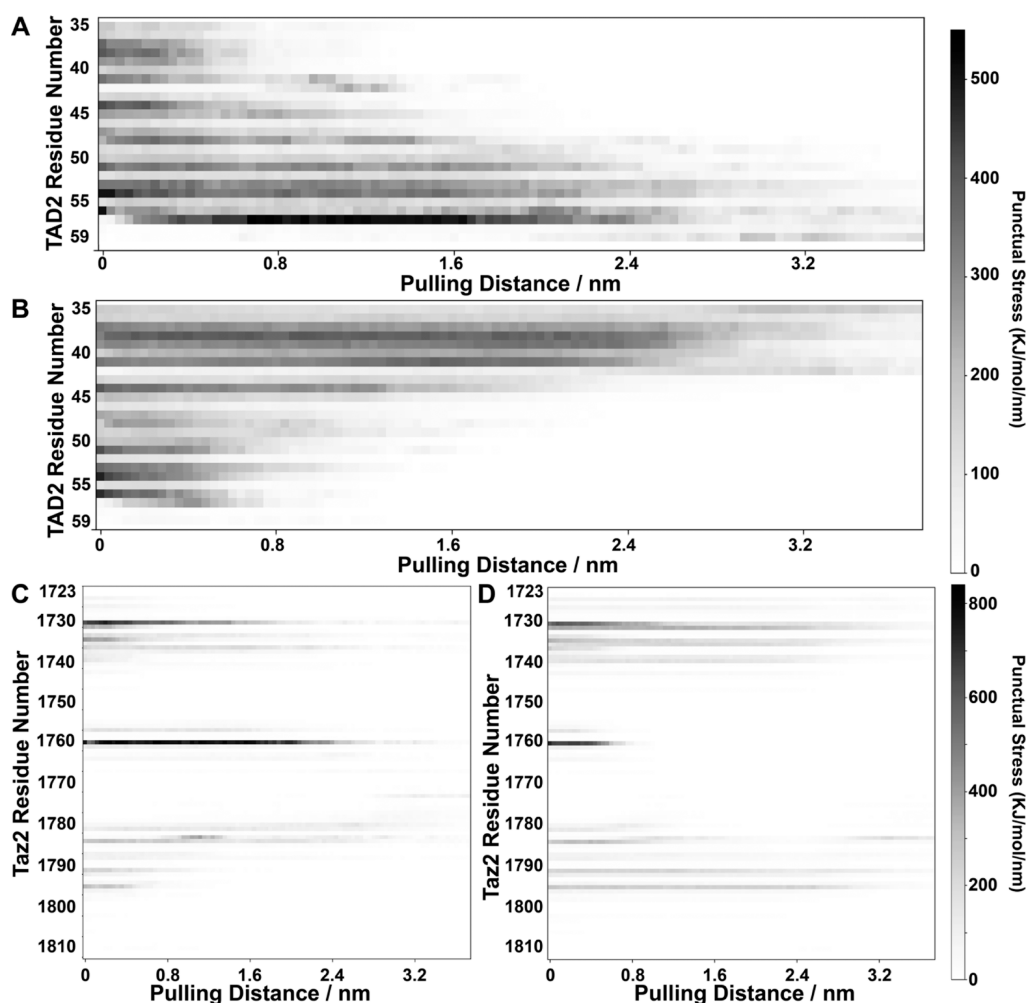 A
TAD2 Residue Number
35
40
45
50
55
59
0 0.8 1.6 2.4 3.2
Pulling Distance / nm
B
TAD2 Residue Number
35
40
45
50
55
59
0 0.8 1.6 2.4 3.2
Pulling Distance / nm
500
400
300
200
100
0
Punctual Stress (KJ/mol/nm)
C
Taz2 Residue Number
1723
1730
1740
1750
1760
1770
1780
1790
1800
1810
0 0.8 1.6 2.4 3.2
Pulling Distance / nm
D
Taz2 Residue Number
1723
1730
1740
1750
1760
1770
1780
1790
1800
1810
0 0.8 1.6 2.4 3.2
Pulling Distance / nm
800
600
400
200
0
Punctual Stress (KJ/mol/nm)